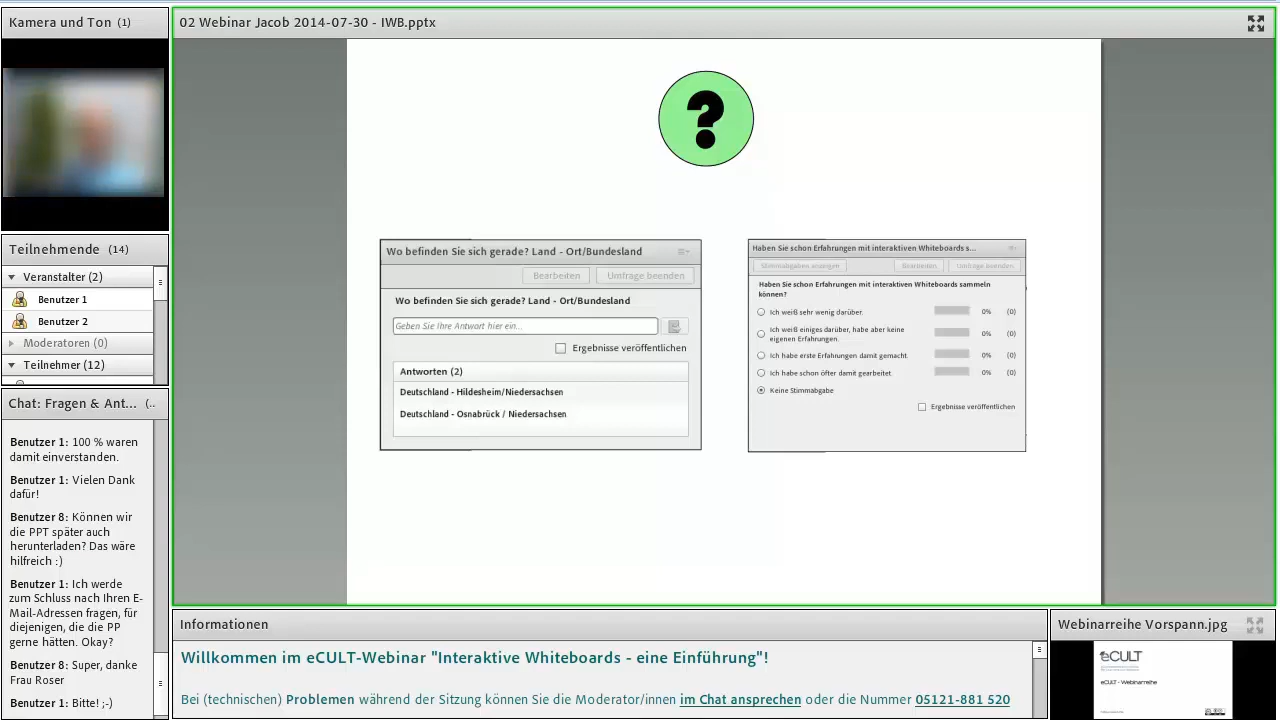 Kamera und Ton (1)
02 Webinar Jacob 2014-07-30 - IWB.pptx
?
Wo befinden Sie sich gerade? Land - Ort/Bundesland
Bearbeiten
Umfrage beenden
Wo befinden Sie sich gerade? Land - Ort/Bundesland
Geben Sie Ihre Antwort hier ein...
Ergebnisse veröffentlichen
Antworten (2)
Deutschland - Hildesheim/Niedersachsen
Deutschland - Osnabrück / Niedersachsen
Haben Sie schon Erfahrungen mit interaktiven Whiteboards s...
Stimmabgaben anzeigen
Bearbeiten
Umfrage beenden
Haben Sie schon Erfahrungen mit interaktiven Whiteboards sammeln
können?
Ich weiß sehr wenig darüber. 0% (0)
Ich weiß einiges darüber, habe aber keine
eigenen Erfahrungen. 0% (0)
Ich habe erste Erfahrungen damit gemacht. 0% (0)
Ich habe schon öfter damit gearbeitet. 0% (0)
Keine Stimmabgabe
Ergebnisse veröffentlichen
Teilnehmende (14)
Veranstalter (2)
Benutzer 1
Benutzer 2
Moderatoren (0)
Teilnehmer (12)
Chat: Fragen & Ant... (..
Benutzer 1: 100 % waren
damit einverstanden.
Benutzer 1: Vielen Dank
dafür!
Benutzer 8: Können wir
die PPT später auch
herunterladen? Das wäre
hilfreich :)
Benutzer 1: Ich werde
zum Schluss nach Ihren E-
Mail-Adressen fragen, für
diejenigen, die die PP
gerne hätten. Okay?
Benutzer 8: Super, danke
Frau Roser
Benutzer 1: Bitte! ;-)
Informationen
Willkommen im eCULT-Webinar "Interaktive Whiteboards - eine Einführung"!
Bei (technischen) Problemen während der Sitzung können Sie die Moderator/innen im Chat ansprechen oder die Nummer 05121-881 520
Webinarreihe Vorspann.jpg
eCULT
eCULT - Webinarreihe